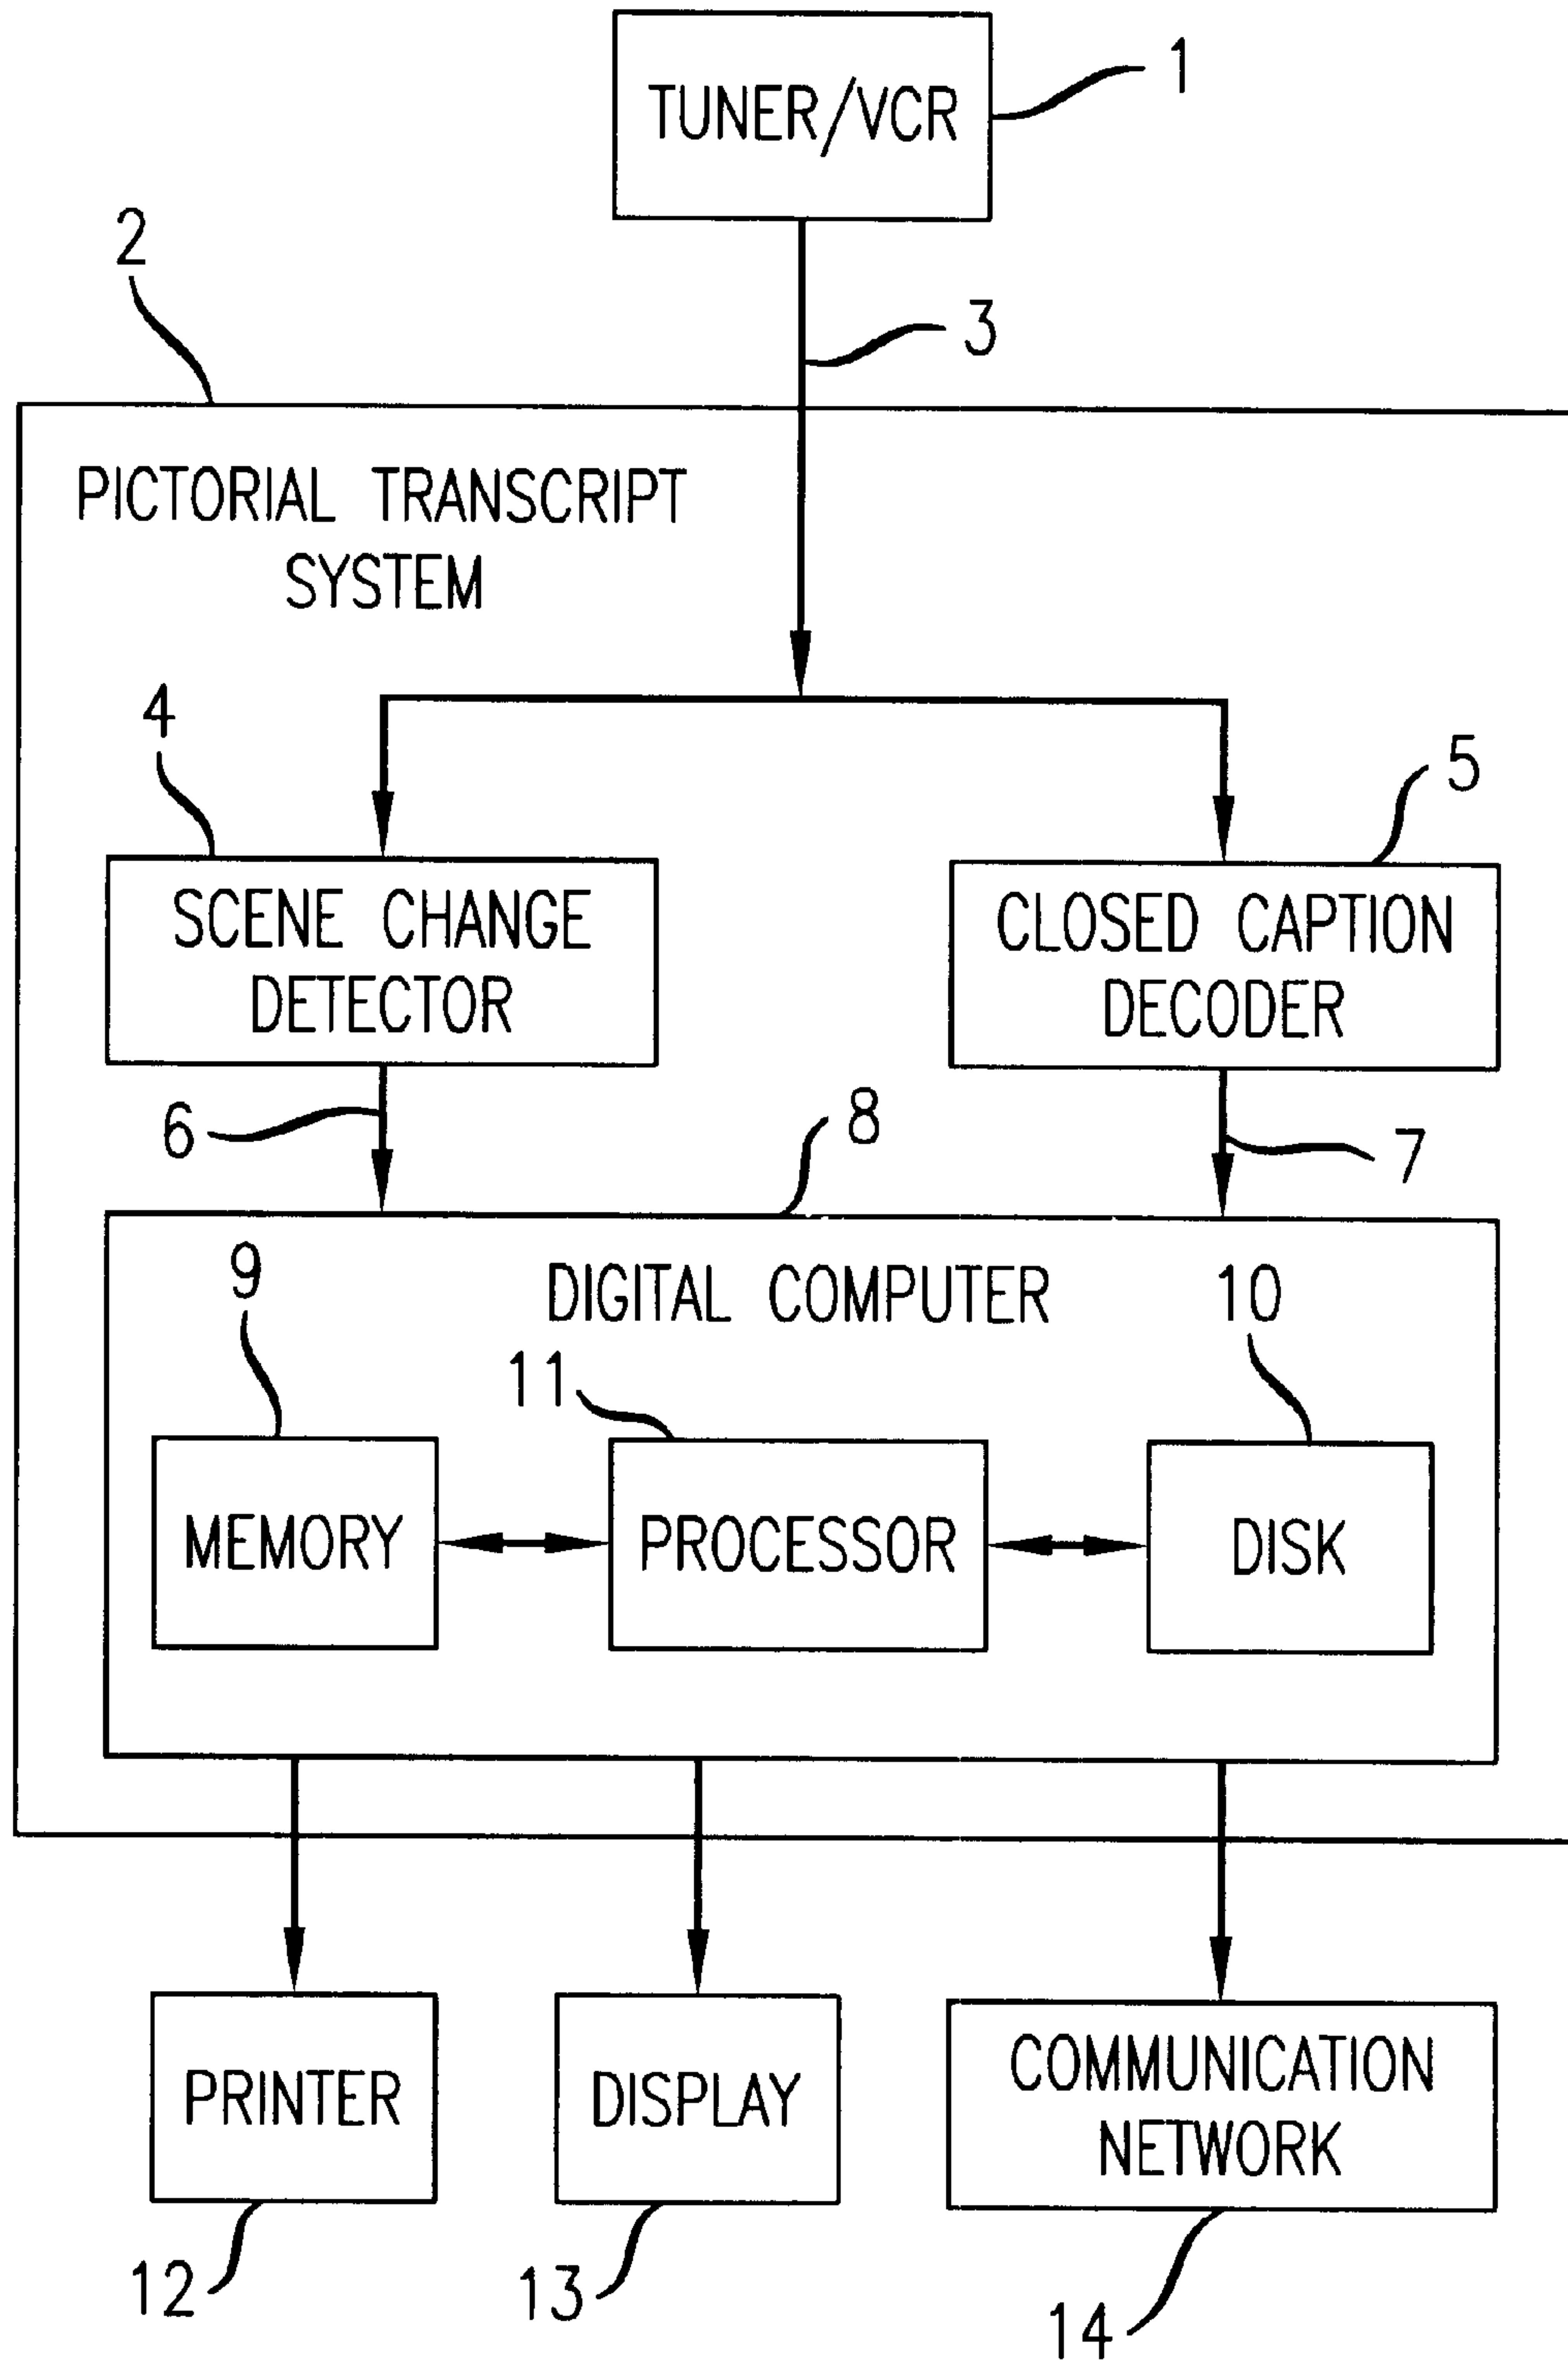 TUNER/VCR
1
2
3
PICTORIAL TRANSCRIPT
SYSTEM
4
5
SCENE CHANGE
DETECTOR
CLOSED CAPTION
DECODER
6
8
7
DIGITAL COMPUTER
9
11
10
MEMORY
PROCESSOR
DISK
PRINTER
DISPLAY
COMMUNICATION
NETWORK
12
13
14